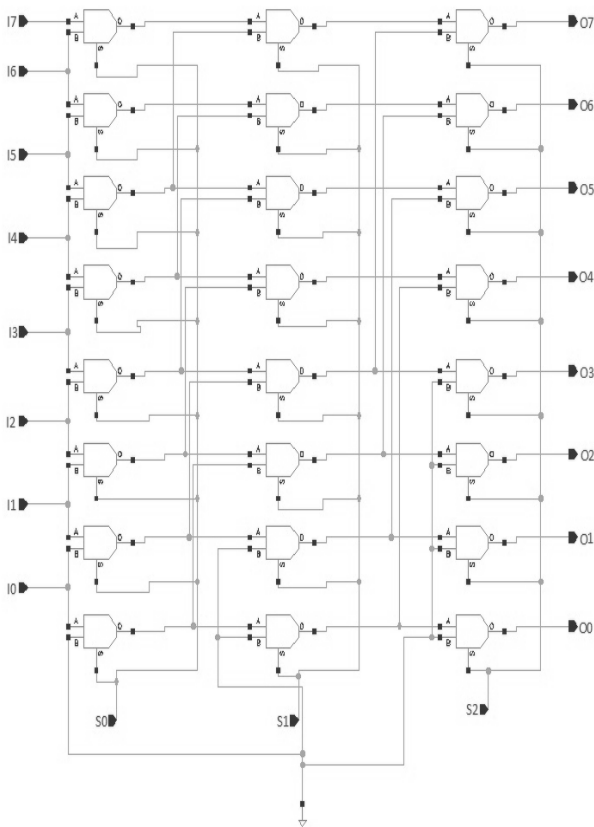 I7 A B O S A B O S A B O S O7
I6
A B O S A B O S A B O S O6
I5
A B O S A B O S A B O S O5
I4
A B O S A B O S A B O S O4
I3
A B O S A B O S A B O S O3
I2
A B O S A B O S A B O S O2
I1
A B O S A B O S A B O S O1
I0
A B O S A B O S A B O S O0
S0 S1 S2